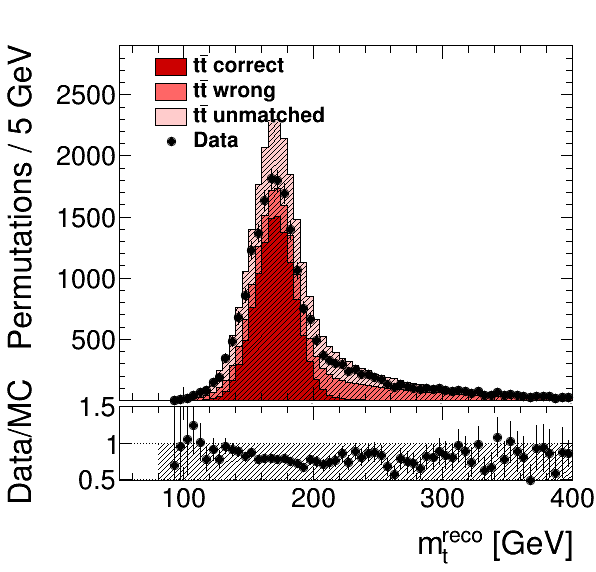 Permutations / 5 GeV
2500
2000
1500
1000
500
tt̄ correct
tt̄ wrong
tt̄ unmatched
Data
Data/MC
1.5
1
0.5
100 200 300 400
m_t^reco [GeV]